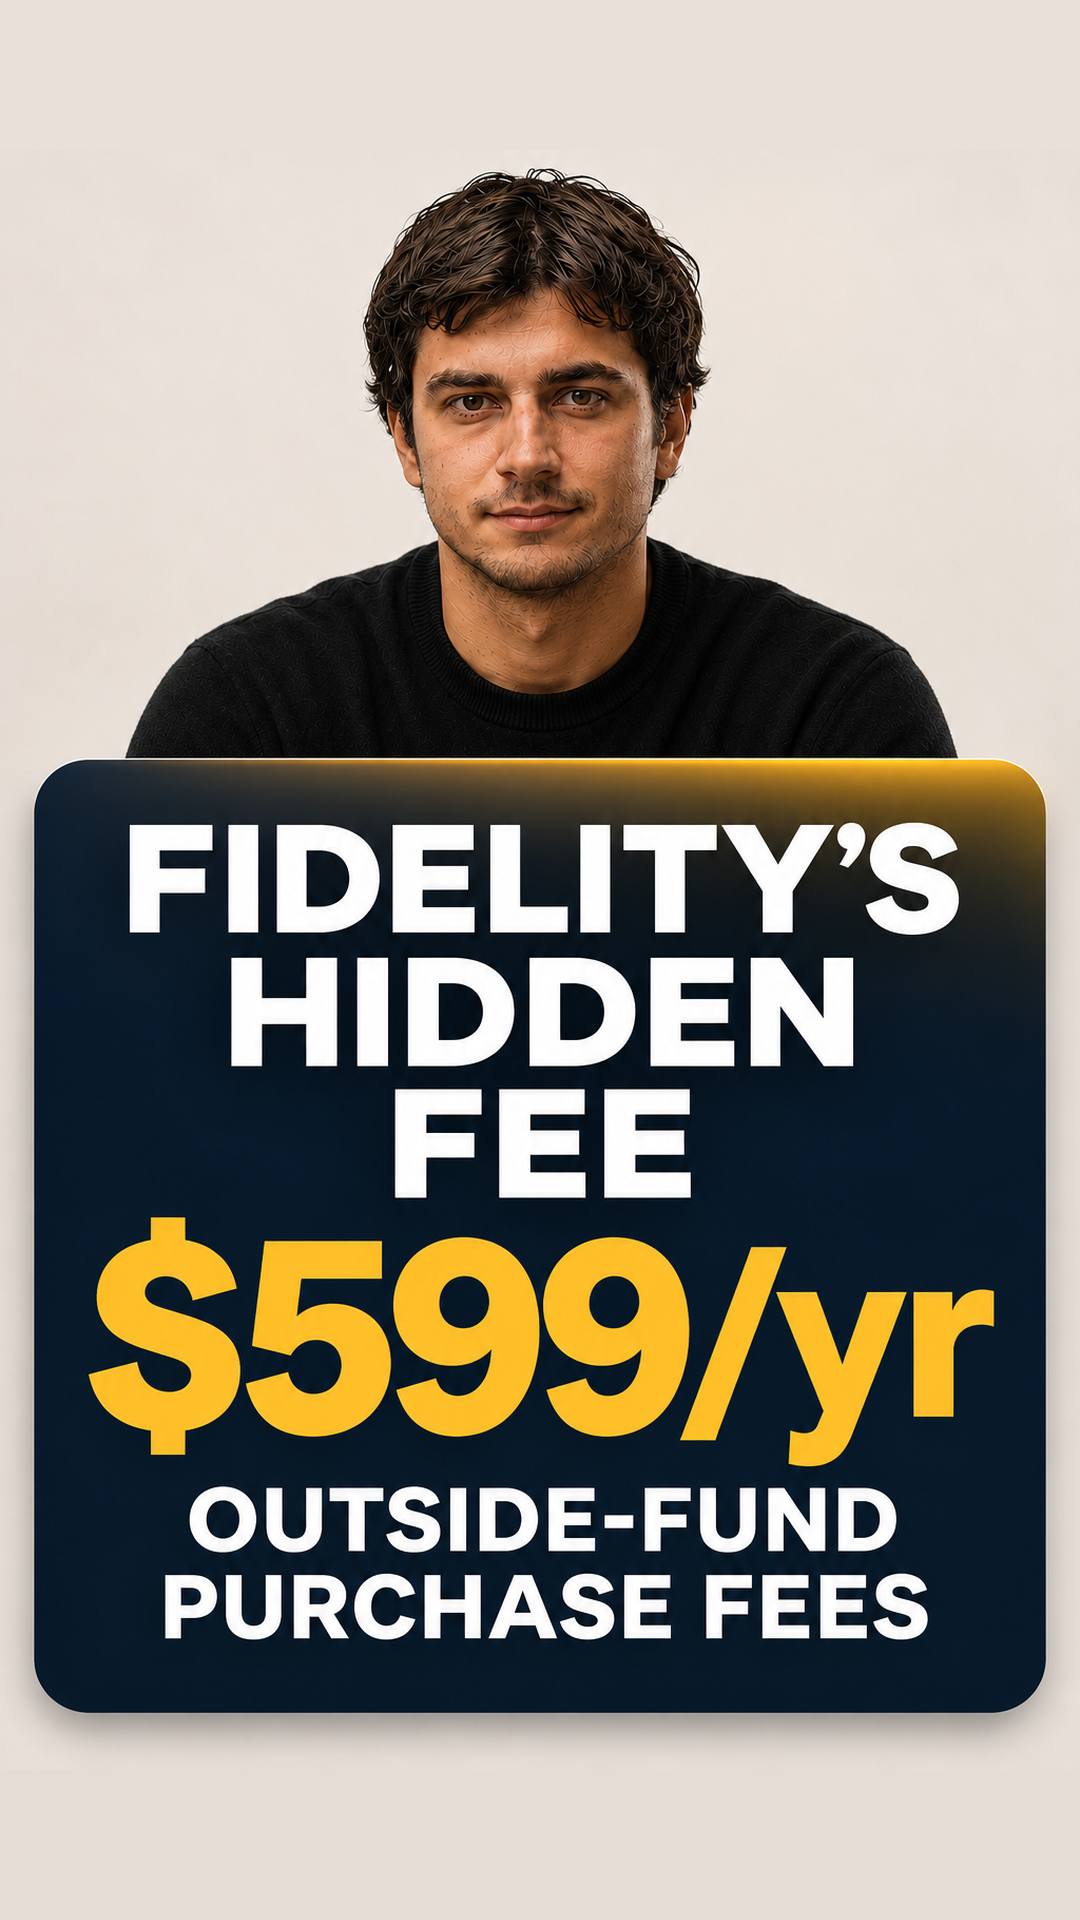 FIDELITY’S
HIDDEN
FEE
$599/yr
OUTSIDE-FUND
PURCHASE FEES